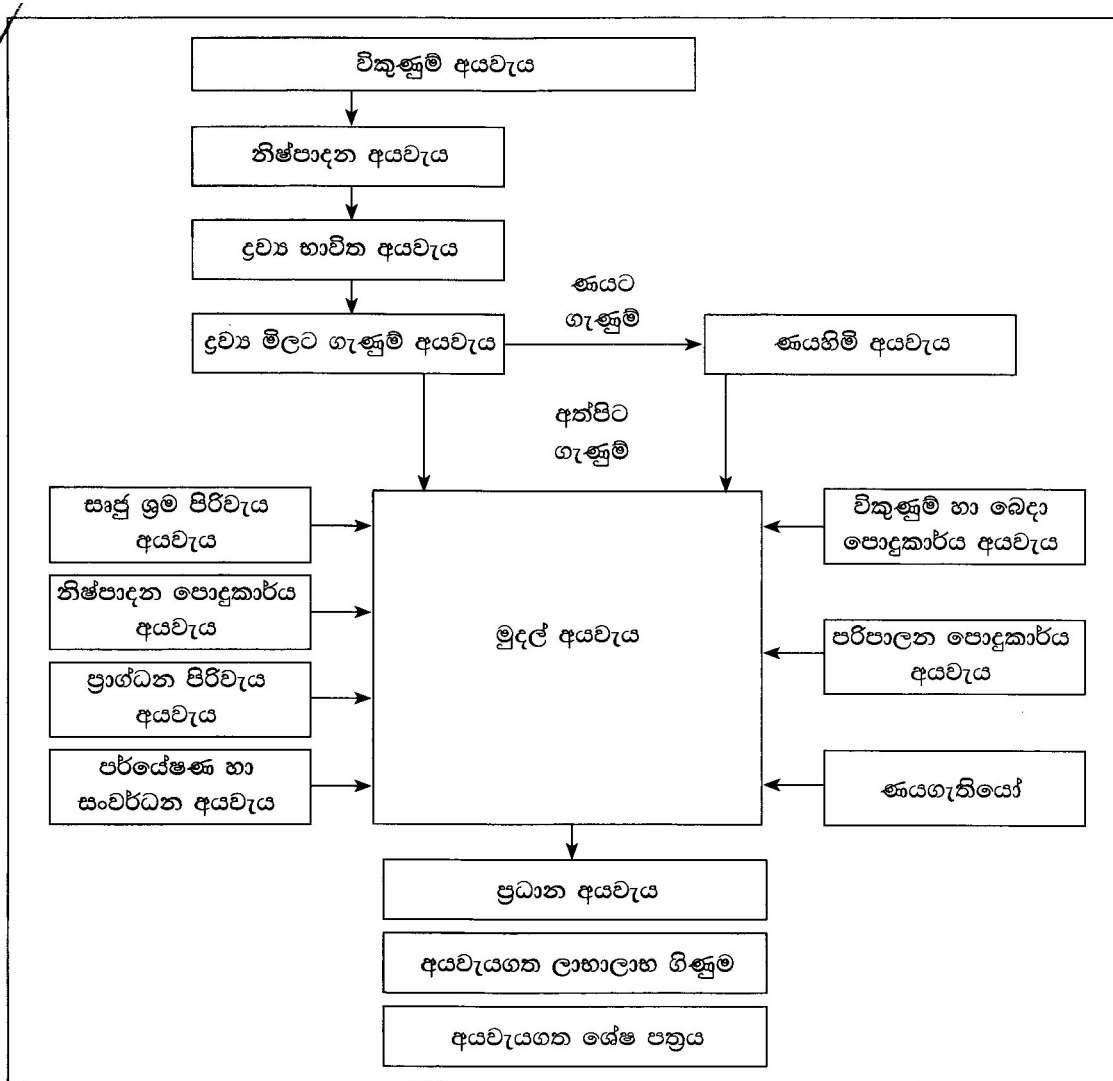 විකුණුම් අයවැය
නිෂ්පාදන අයවැය
ද්‍රව්‍ය භාවිත අයවැය
ණයට
ගැණුම්
ද්‍රව්‍ය මිලට ගැණුම් අයවැය
ණයහිමි අයවැය
අත්පිට
ගැණුම්
සෘජු ශ්‍රම පිරිවැය
අයවැය
විකුණුම් හා බෙදා
පොදුකාර්ය අයවැය
නිෂ්පාදන පොදුකාර්ය
අයවැය
මුදල් අයවැය
පරිපාලන පොදුකාර්ය
අයවැය
ප්‍රාග්ධන පිරිවැය
අයවැය
පර්යේෂණ හා
සංවර්ධන අයවැය
ණයගැතියෝ
ප්‍රධාන අයවැය
අයවැයගත ලාභාලාභ ගිණුම
අයවැයගත ශේෂ පත්‍රය